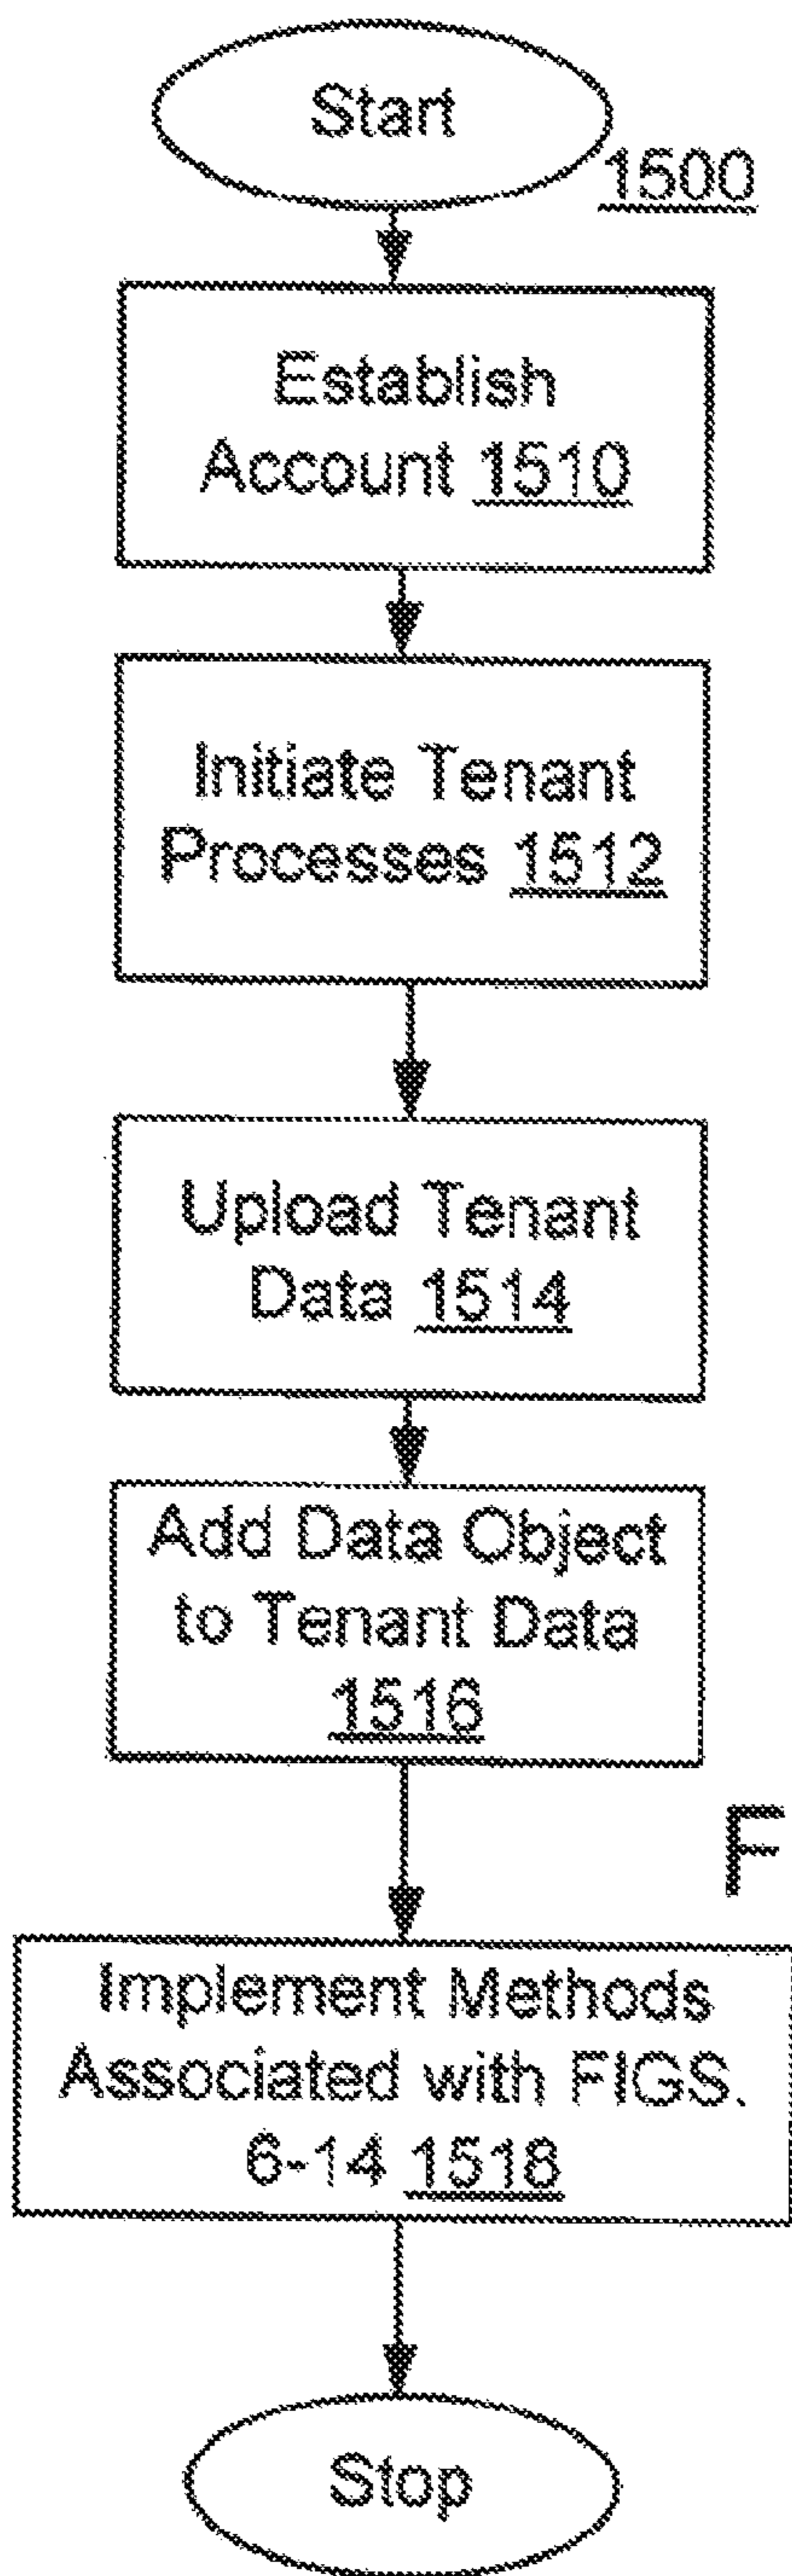 Start
1500
Establish
Account 1510
Initiate Tenant
Processes 1512
Upload Tenant
Data 1514
Add Data Object
to Tenant Data
1516
F
Implement Methods
Associated with FIGS.
6-14 1518
Stop